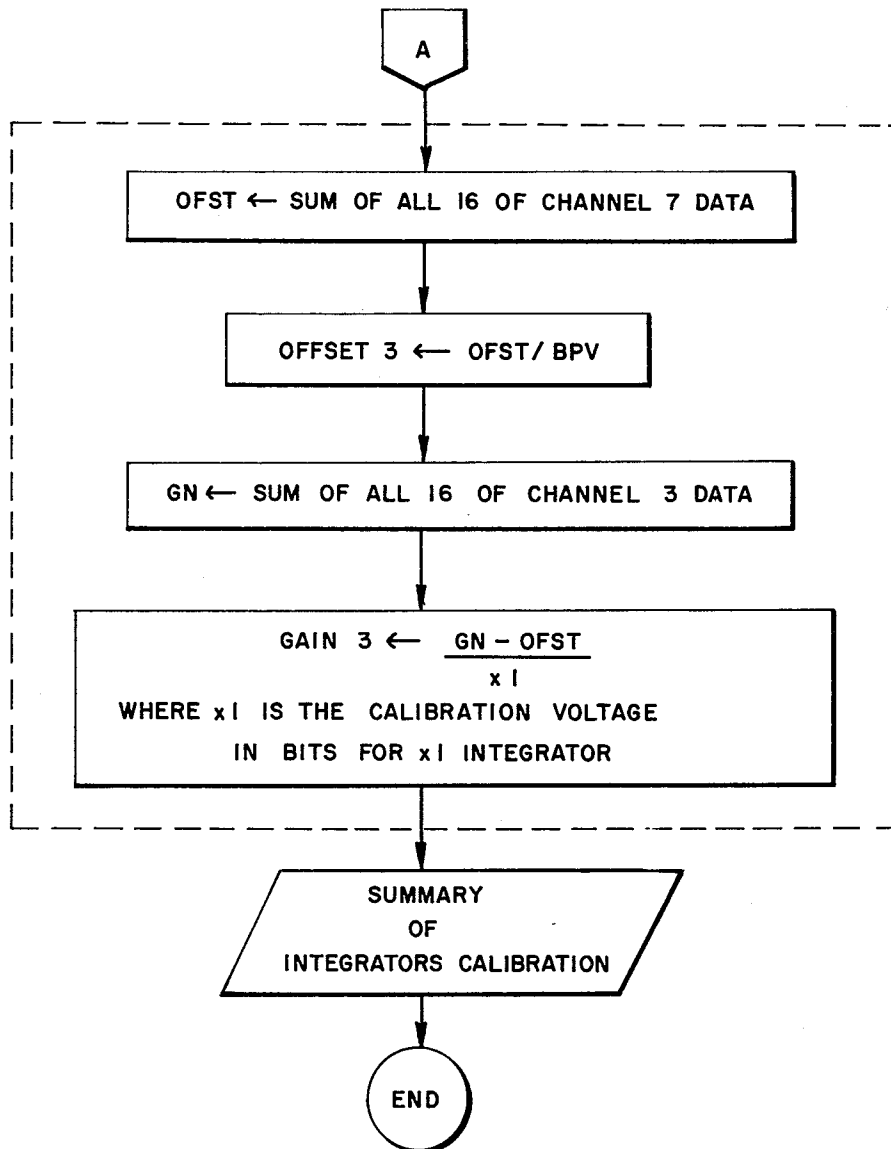 A
OFST ← SUM OF ALL 16 OF CHANNEL 7 DATA
OFFSET 3 ← OFST/BPV
GN ← SUM OF ALL 16 OF CHANNEL 3 DATA
GAIN 3 ← GN - OFST
x1
WHERE x1 IS THE CALIBRATION VOLTAGE
IN BITS FOR x1 INTEGRATOR
SUMMARY
OF
INTEGRATORS CALIBRATION
END